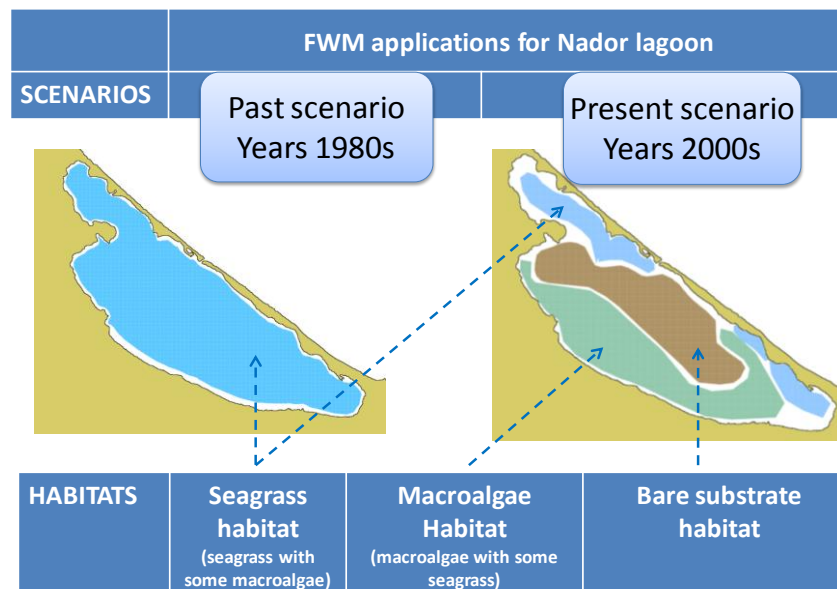 FWM applications for Nador lagoon
SCENARIOS
Past scenario
Years 1980s
Present scenario
Years 2000s
HABITATS
Seagrass
habitat
(seagrass with
some macroalgae)
Macroalgae
Habitat
(macroalgae with some
seagrass)
Bare substrate
habitat